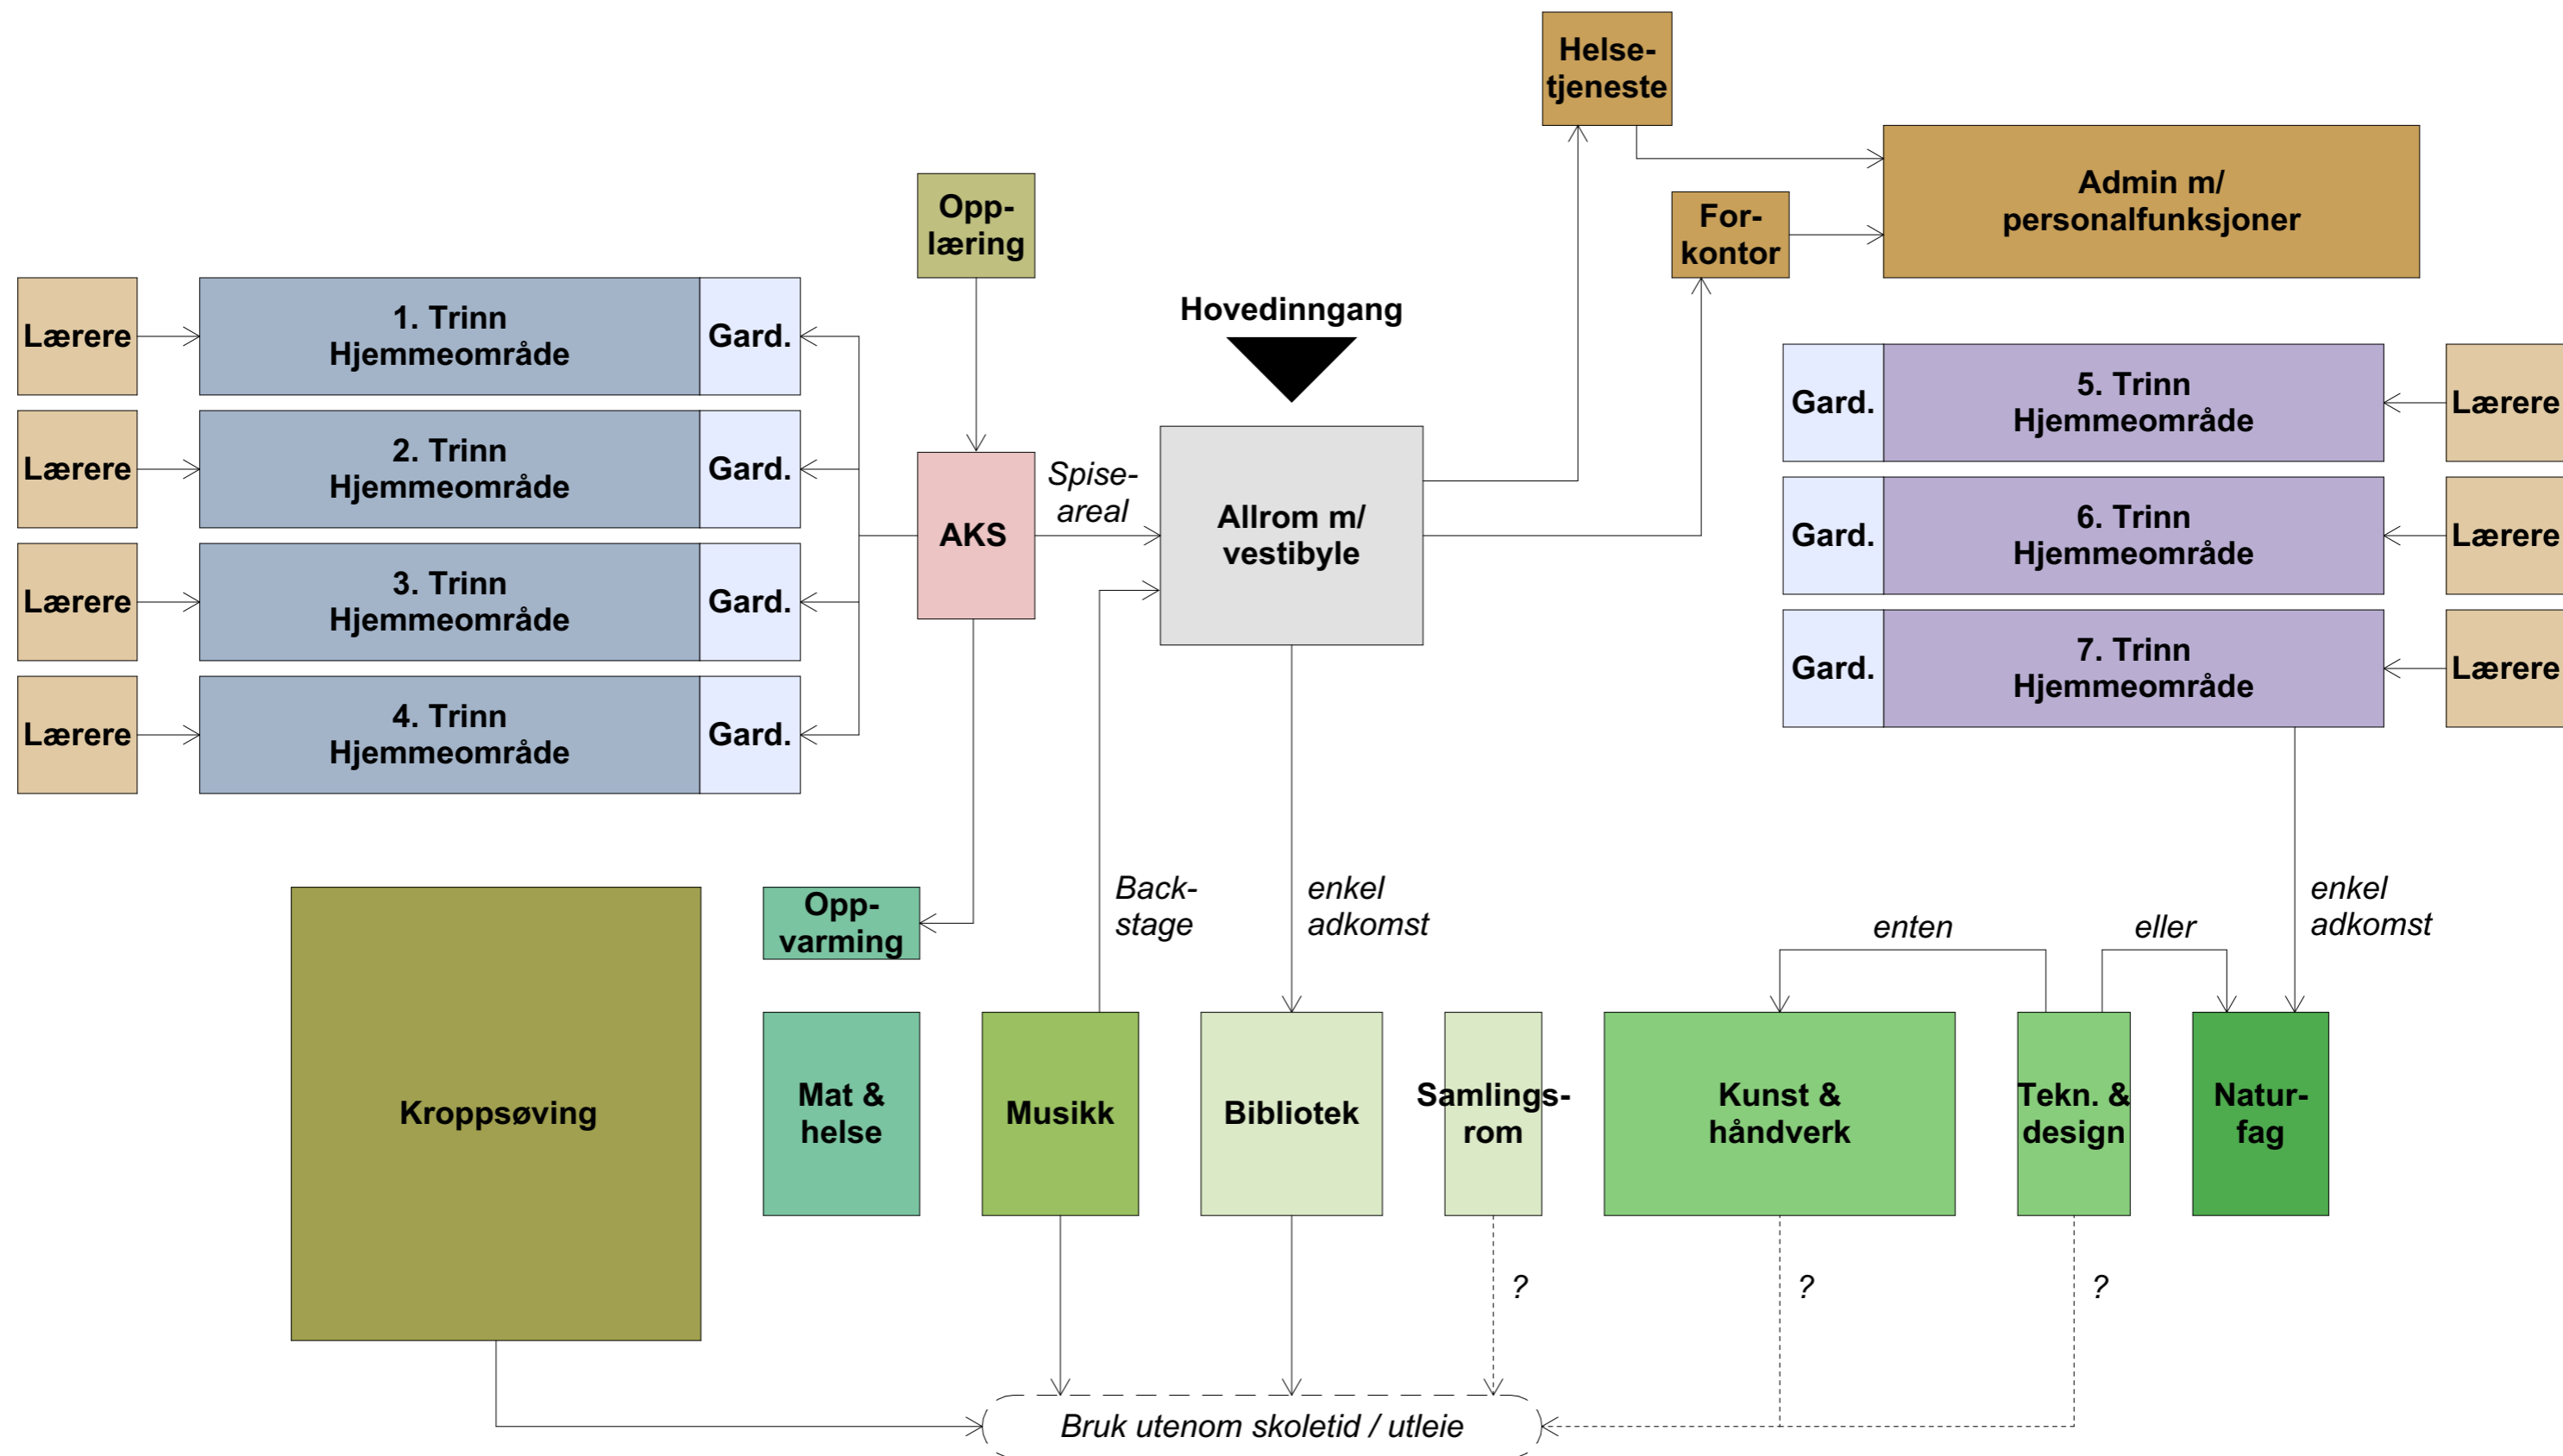 Helse-
tjeneste
Admin m/
personalfunksjoner
Opp-
læring
For-
kontor
Hovedinngang
Lærere
1. Trinn
Hjemmeområde
Gard.
Lærere
2. Trinn
Hjemmeområde
Gard.
Lærere
3. Trinn
Hjemmeområde
Gard.
Lærere
4. Trinn
Hjemmeområde
Gard.
AKS
Spise-
areal
Allrom m/
vestibyle
Gard.
5. Trinn
Hjemmeområde
Lærere
Gard.
6. Trinn
Hjemmeområde
Lærere
Gard.
7. Trinn
Hjemmeområde
Lærere
Opp-
varming
Back-
stage
enkel
adkomst
enten
eller
enkel
adkomst
Kroppsøving
Mat &
helse
Musikk
Bibliotek
Samlings-
rom
Kunst &
håndverk
Tekn. &
design
Natur-
fag
?
?
?
Bruk utenom skoletid / utleie